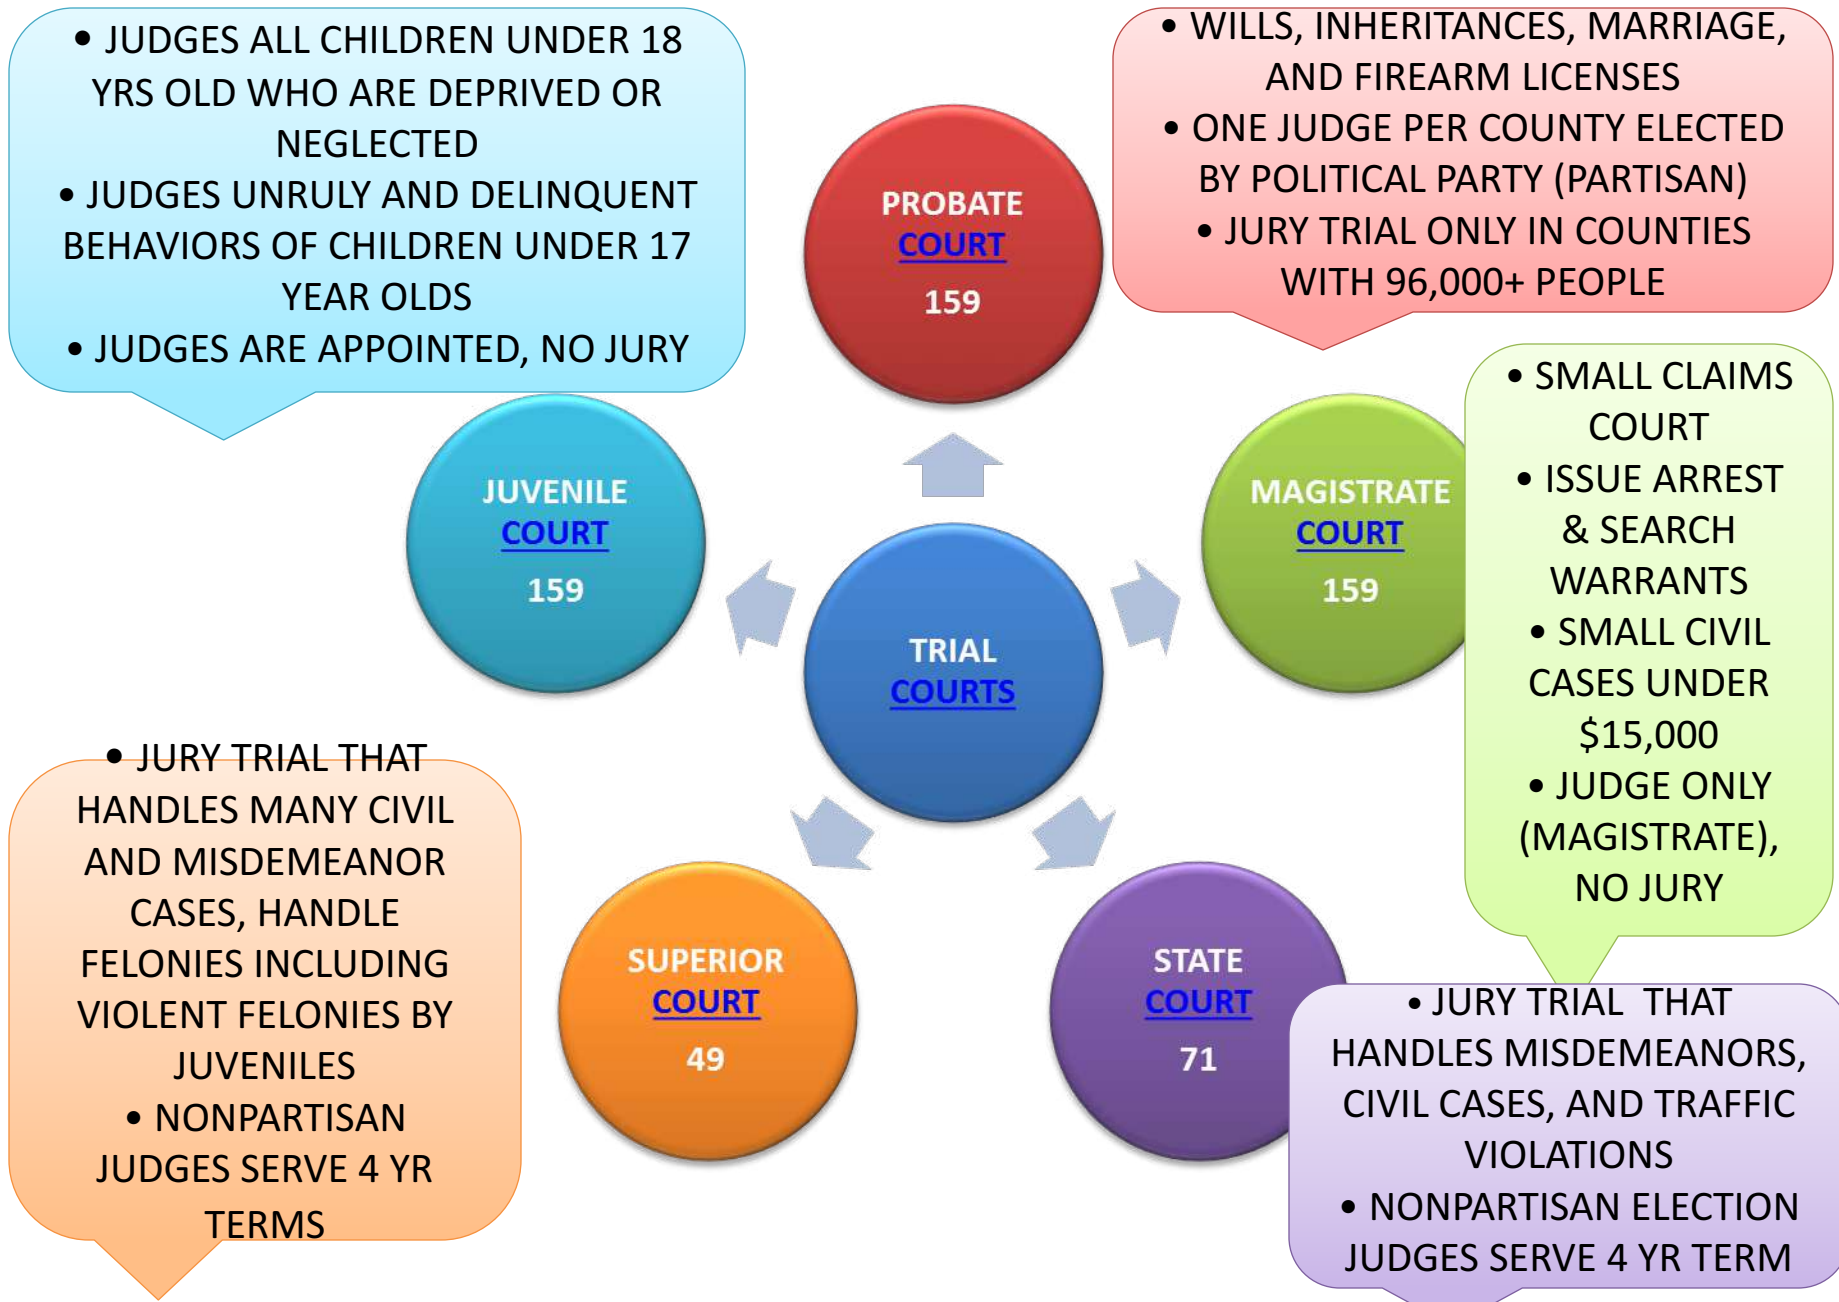 • JUDGES ALL CHILDREN UNDER 18
YRS OLD WHO ARE DEPRIVED OR
NEGLECTED
• JUDGES UNRULY AND DELINQUENT
BEHAVIORS OF CHILDREN UNDER 17
YEAR OLDS
• JUDGES ARE APPOINTED, NO JURY
PROBATE
COURT
159
• WILLS, INHERITANCES, MARRIAGE,
AND FIREARM LICENSES
• ONE JUDGE PER COUNTY ELECTED
BY POLITICAL PARTY (PARTISAN)
• JURY TRIAL ONLY IN COUNTIES
WITH 96,000+ PEOPLE
JUVENILE
COURT
159
MAGISTRATE
COURT
159
• SMALL CLAIMS
COURT
• ISSUE ARREST
& SEARCH
WARRANTS
• SMALL CIVIL
CASES UNDER
$15,000
• JUDGE ONLY
(MAGISTRATE),
NO JURY
TRIAL
COURTS
• JURY TRIAL THAT
HANDLES MANY CIVIL
AND MISDEMEANOR
CASES, HANDLE
FELONIES INCLUDING
VIOLENT FELONIES BY
JUVENILES
• NONPARTISAN
JUDGES SERVE 4 YR
TERMS
SUPERIOR
COURT
49
STATE
COURT
71
• JURY TRIAL THAT
HANDLES MISDEMEANORS,
CIVIL CASES, AND TRAFFIC
VIOLATIONS
• NONPARTISAN ELECTION
JUDGES SERVE 4 YR TERM